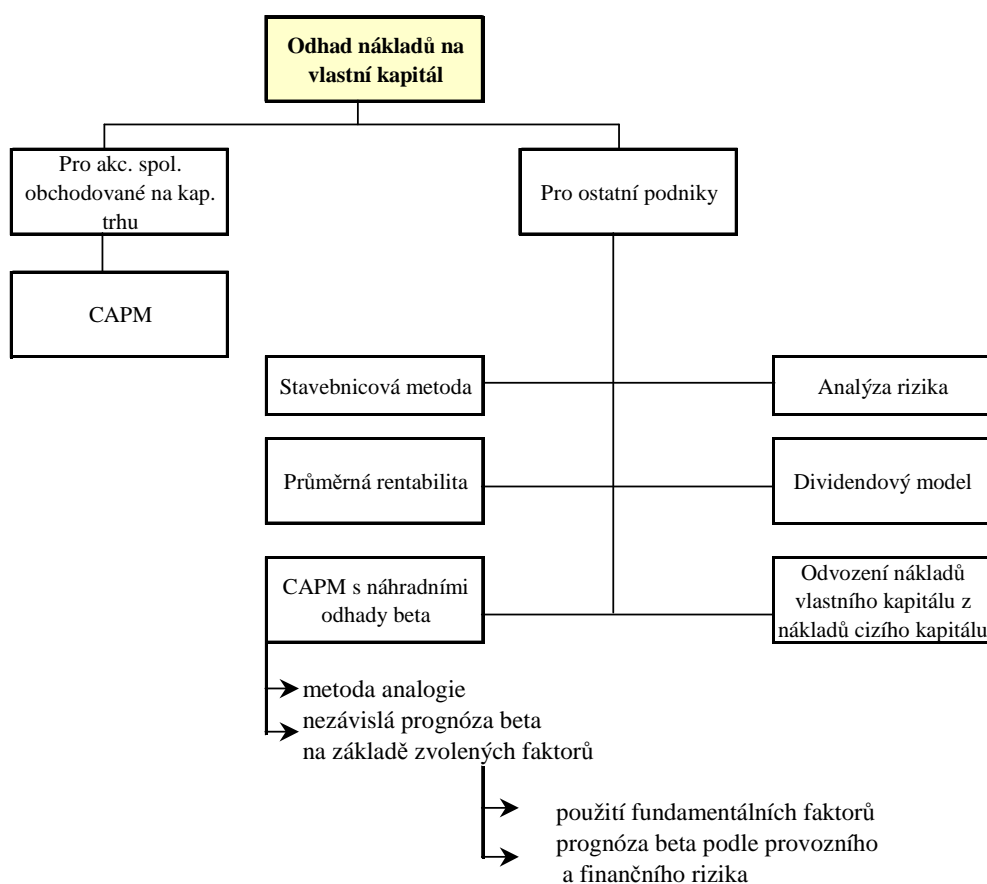 Odhad nákladů na
vlastní kapitál
Pro akc. spol.
obchodované na kap.
trhu
Pro ostatní podniky
CAPM
Stavebnicová metoda
Analýza rizika
Průměrná rentabilita
Dividendový model
CAPM s náhradními
odhady beta
Odvození nákladů
vlastního kapitálu z
nákladů cizího kapitálu
metoda analogie
nezávislá prognóza beta
na základě zvolených faktorů
použití fundamentálních faktorů
prognóza beta podle provozního
a finančního rizika